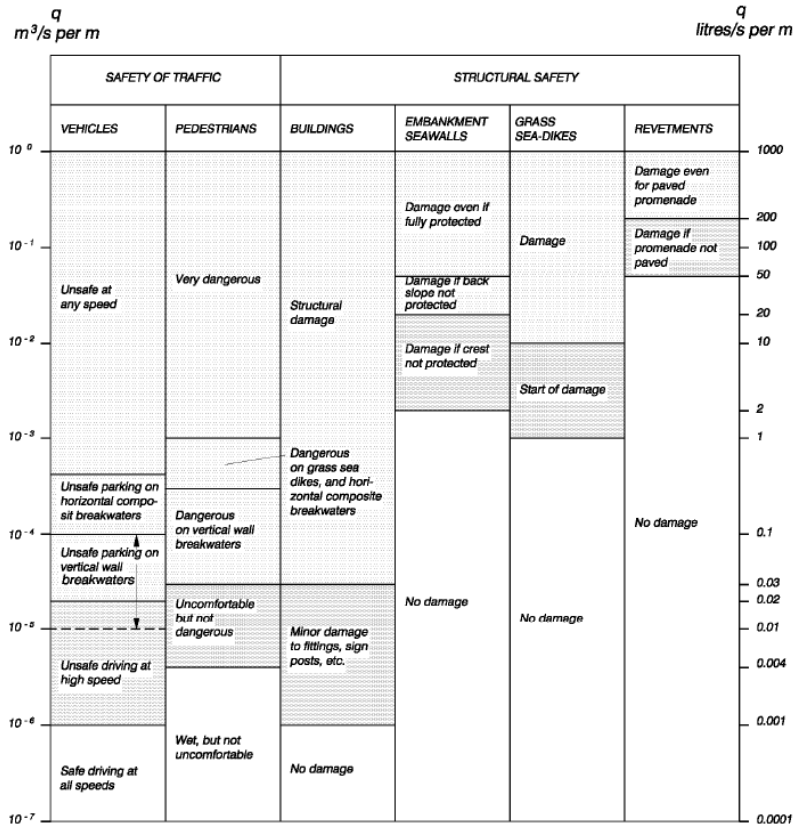 q
m³/s per m
q
litres/s per m
SAFETY OF TRAFFIC
STRUCTURAL SAFETY
VEHICLES
PEDESTRIANS
BUILDINGS
EMBANKMENT
SEAWALLS
GRASS
SEA-DIKES
REVETMENTS
10⁰
10⁻¹
10⁻²
10⁻³
10⁻⁴
10⁻⁵
10⁻⁶
10⁻⁷
Unsafe at
any speed
Unsafe parking on
horizontal compo-
sit breakwaters
Unsafe parking on
vertical wall
breakwaters
Unsafe driving at
high speed
Safe driving at
all speeds
Very dangerous
Dangerous
on vertical wall
breakwaters
Uncomfortable
but not
dangerous
Wet, but not
uncomfortable
Structural
damage
Dangerous
on grass sea
dikes, and hori-
zontal composite
breakwaters
Minor damage
to fittings, sign
posts, etc.
No damage
Damage even if
fully protected
Damage if back
slope not
protected
Damage if crest
not protected
No damage
Damage
Start of damage
No damage
Damage even
for paved
promenade
Damage if
promenade not
paved
No damage
1000
200
100
50
20
10
2
1
0.1
0.03
0.02
0.01
0.004
0.001
0.0001